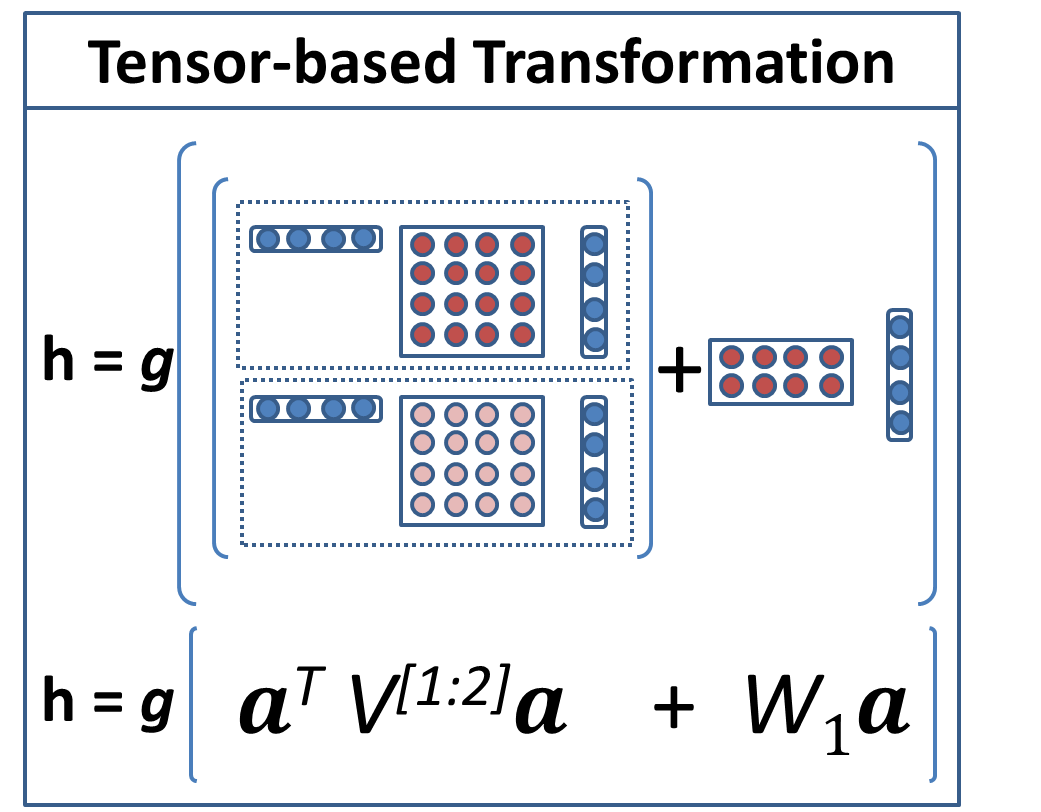 Tensor-based Transformation
h = g
+
h = g [ a^T V^[1:2] a + W_1 a ]